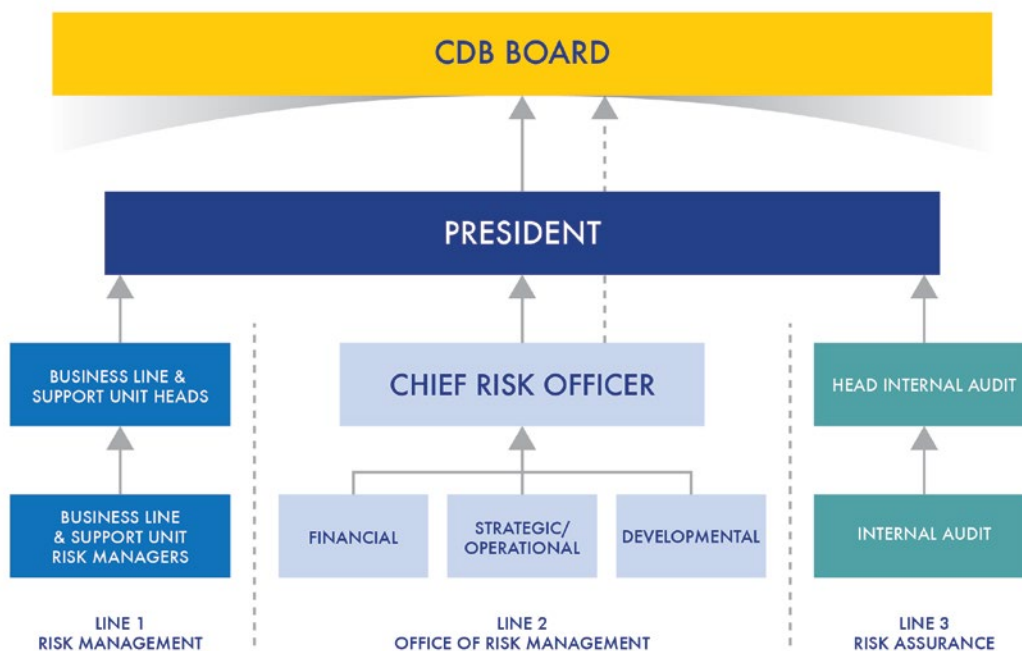 CDB BOARD
PRESIDENT
BUSINESS LINE &
SUPPORT UNIT HEADS
CHIEF RISK OFFICER
HEAD INTERNAL AUDIT
BUSINESS LINE
& SUPPORT UNIT
RISK MANAGERS
FINANCIAL
STRATEGIC/
OPERATIONAL
DEVELOPMENTAL
INTERNAL AUDIT
LINE 1
RISK MANAGEMENT
LINE 2
OFFICE OF RISK MANAGEMENT
LINE 3
RISK ASSURANCE